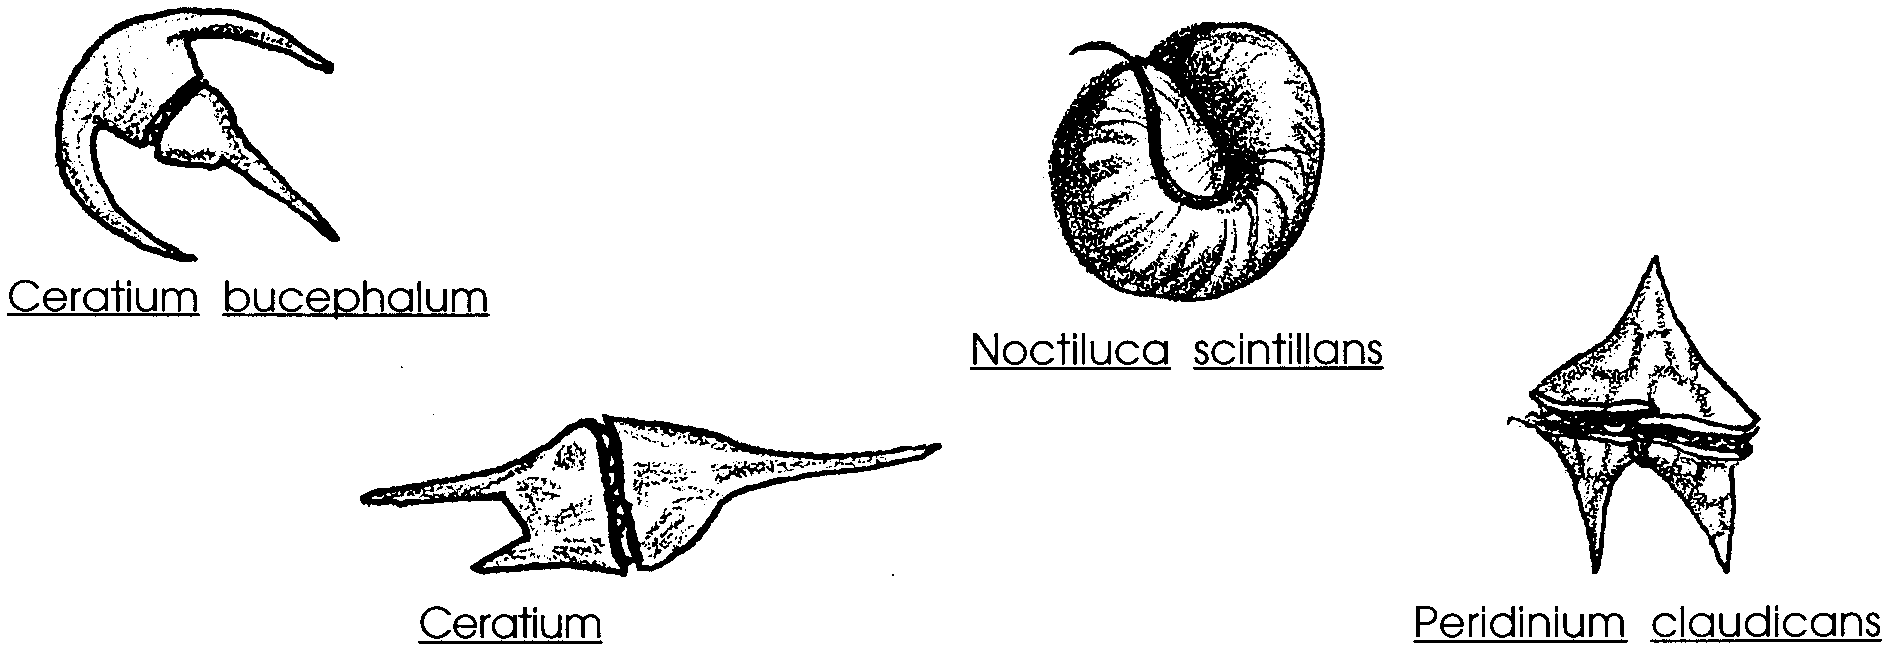 Ceratium bucephalum
Noctiluca scintillans
Ceratium
Peridinium claudicans